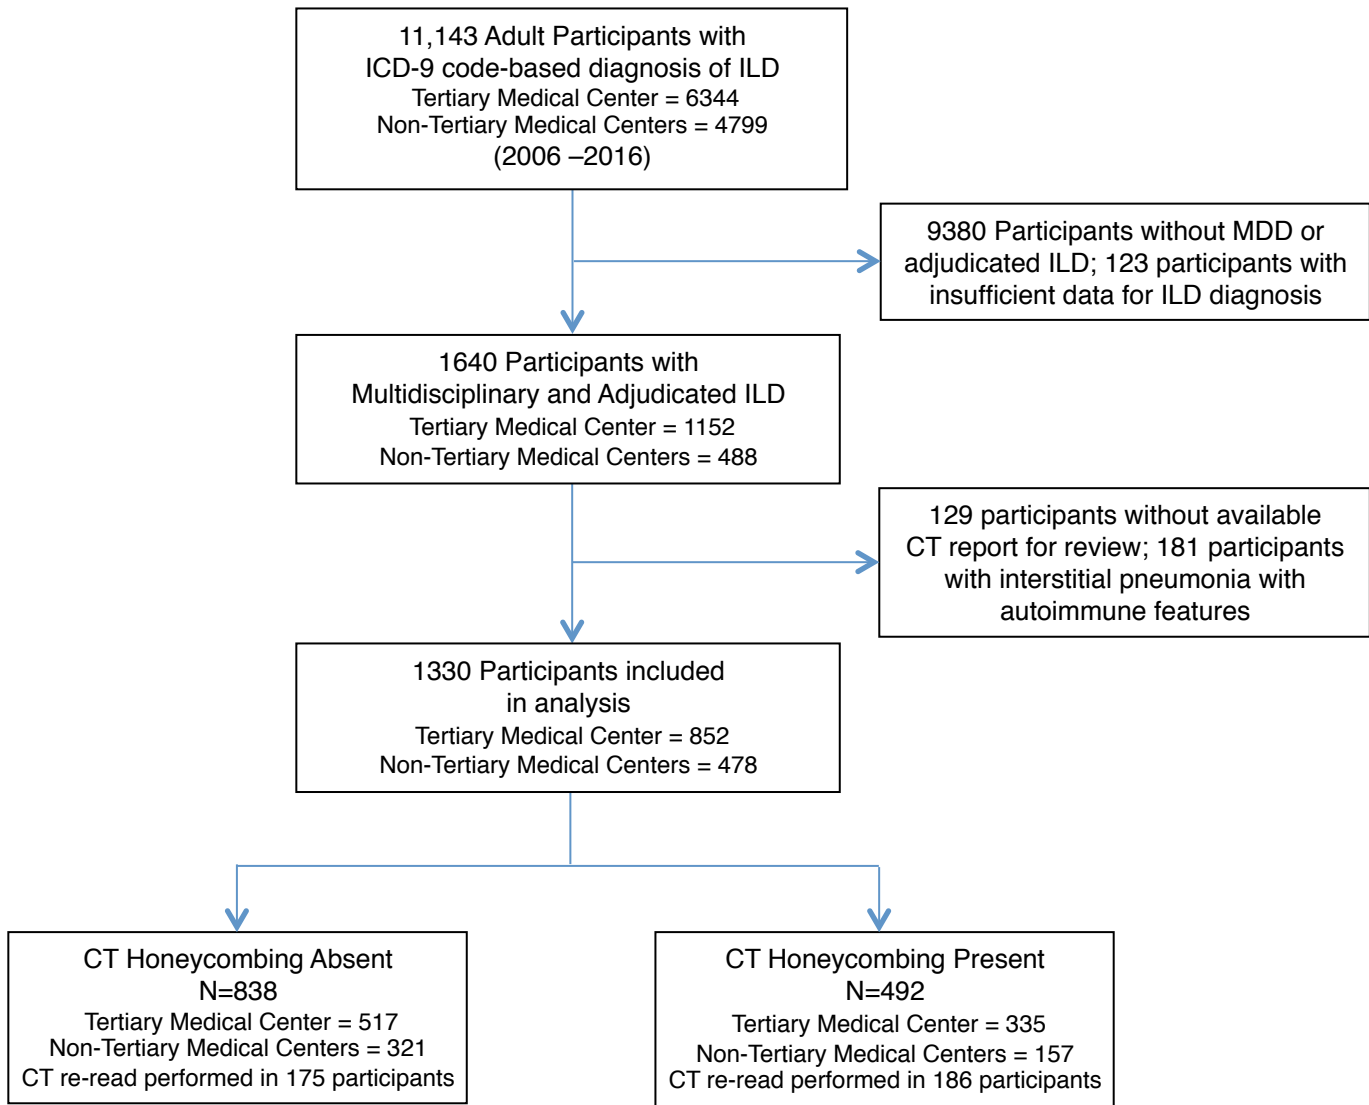 11,143 Adult Participants with
ICD-9 code-based diagnosis of ILD
Tertiary Medical Center = 6344
Non-Tertiary Medical Centers = 4799
(2006 –2016)
9380 Participants without MDD or
adjudicated ILD; 123 participants with
insufficient data for ILD diagnosis
1640 Participants with
Multidisciplinary and Adjudicated ILD
Tertiary Medical Center = 1152
Non-Tertiary Medical Centers = 488
129 participants without available
CT report for review; 181 participants
with interstitial pneumonia with
autoimmune features
1330 Participants included
in analysis
Tertiary Medical Center = 852
Non-Tertiary Medical Centers = 478
CT Honeycombing Absent
N=838
Tertiary Medical Center = 517
Non-Tertiary Medical Centers = 321
CT re-read performed in 175 participants
CT Honeycombing Present
N=492
Tertiary Medical Center = 335
Non-Tertiary Medical Centers = 157
CT re-read performed in 186 participants